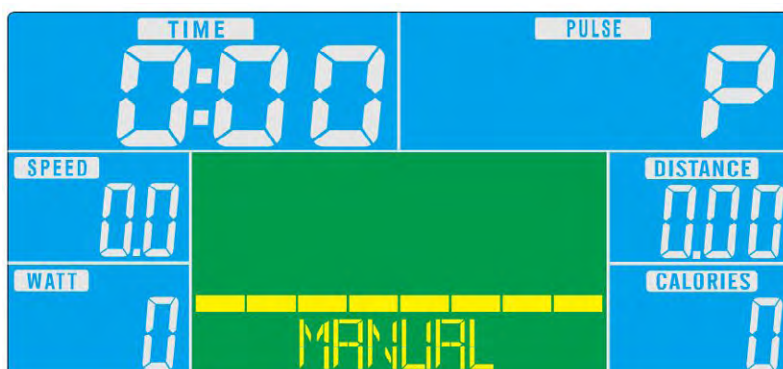 TIME PULSE
0:00 P
SPEED DISTANCE
0.0 0.00
WATT CALORIES
0 0
MANUAL